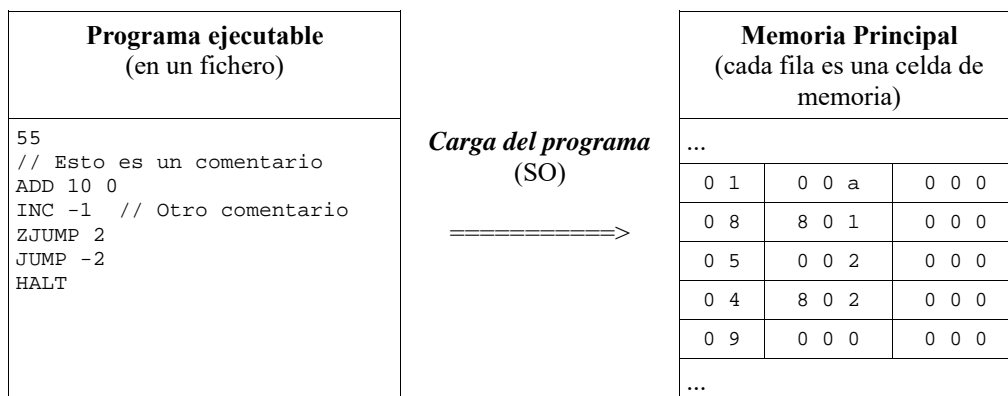 Programa ejecutable
(en un fichero)
55
// Esto es un comentario
ADD 10 0
INC -1  // Otro comentario
ZJUMP 2
JUMP -2
HALT
Carga del programa
(SO)
===========>
Memoria Principal
(cada fila es una celda de
memoria)
...
0 1 0 0 a 0 0 0
0 8 8 0 1 0 0 0
0 5 0 0 2 0 0 0
0 4 8 0 2 0 0 0
0 9 0 0 0 0 0 0
...